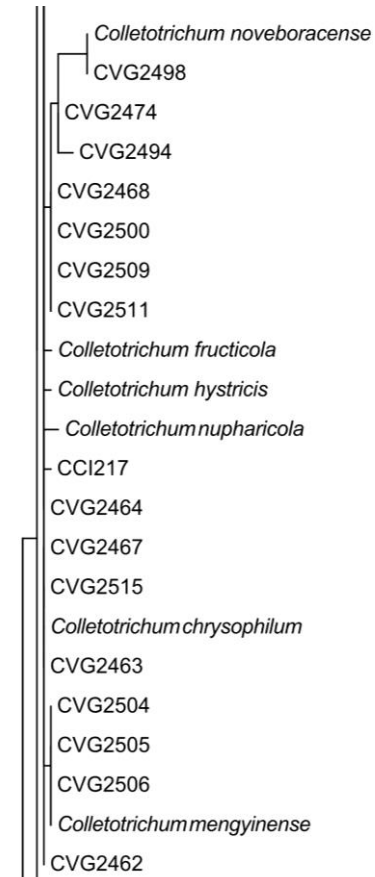 Colletotrichum noveboracense
CVG2498
CVG2474
CVG2494
CVG2468
CVG2500
CVG2509
CVG2511
Colletotrichum fructicola
Colletotrichum hystricis
Colletotrichum nupharicola
CCI217
CVG2464
CVG2467
CVG2515
Colletotrichum chrysophilum
CVG2463
CVG2504
CVG2505
CVG2506
Colletotrichum mengyinense
CVG2462